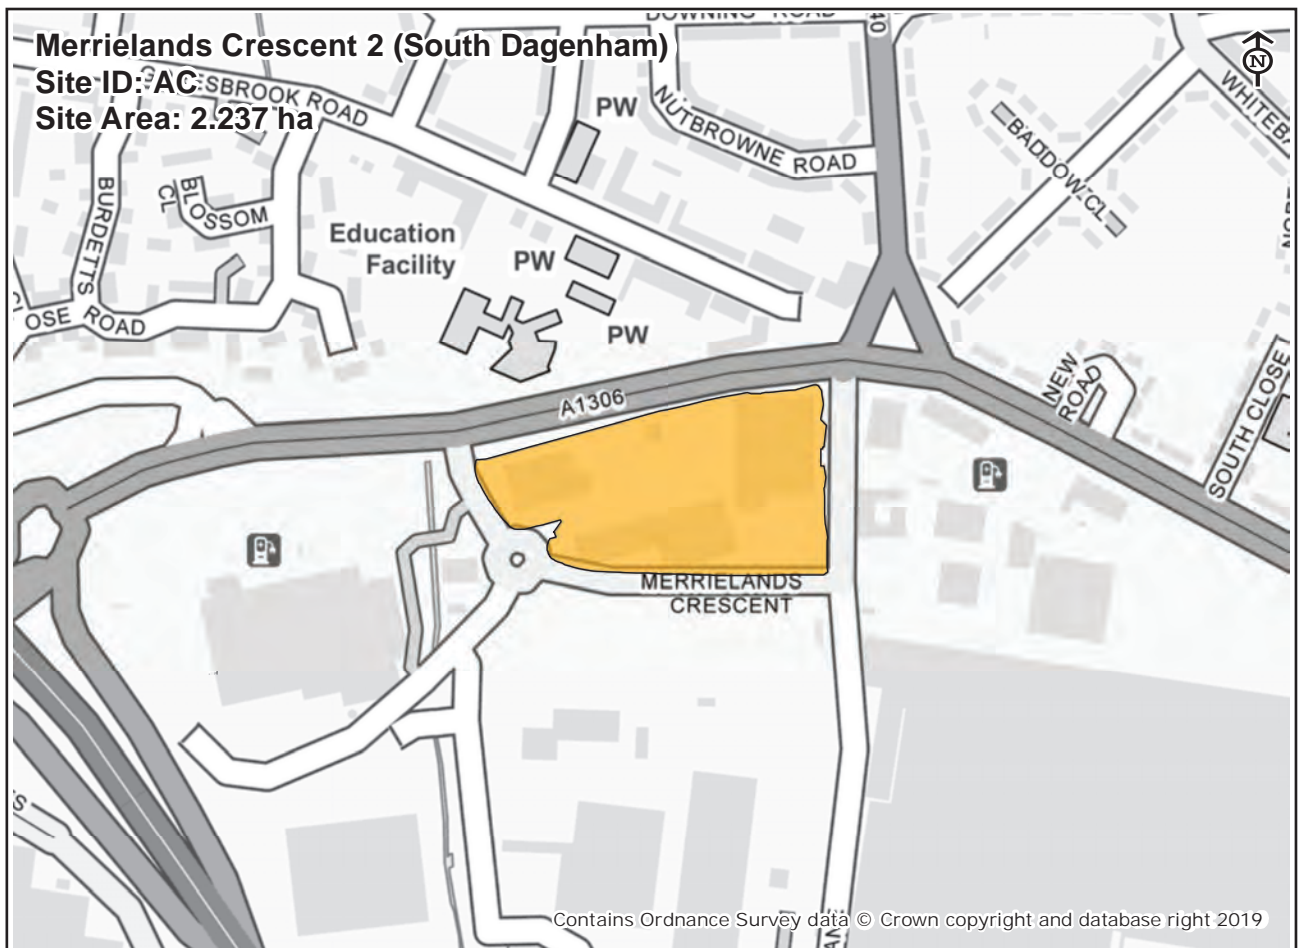 Merrielands Crescent 2 (South Dagenham)
Site ID: AC
Site Area: 2.237 ha
DOWNING ROAD
SBROOK ROAD
PW
NUTBROWNE ROAD
BADDOW CL
BURDETTS
ROAD
BLOSSOM
CL
Education
Facility
PW
PW
OSE
A1306
NEW
ROAD
SOUTH CLOSE
MERRIELANDS
CRESCENT
N
Contains Ordnance Survey data © Crown copyright and database right 2019